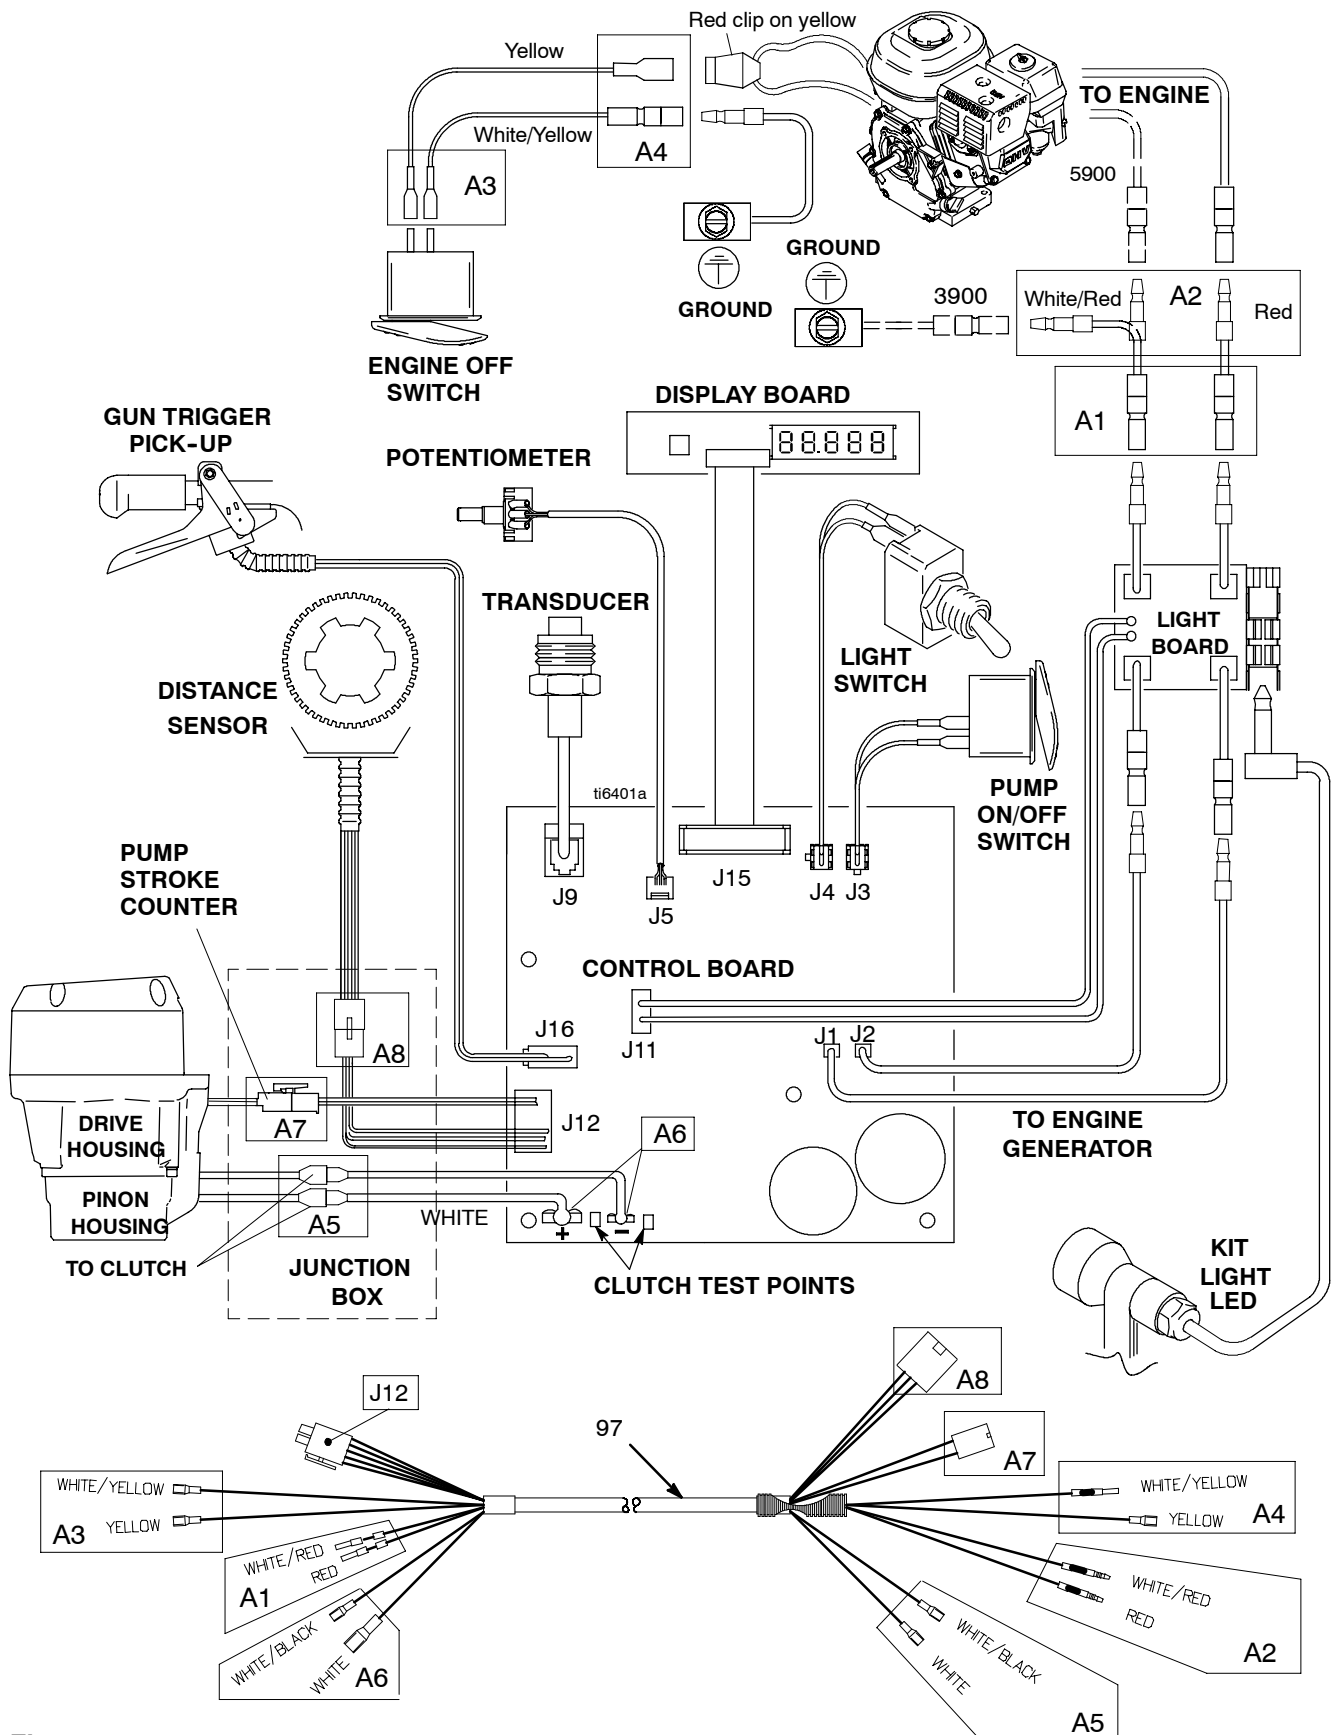 Red clip on yellow
Yellow
White/Yellow
A4
A3
TO ENGINE
5900
GROUND
GROUND
3900
White/Red
A2
Red
ENGINE OFF
SWITCH
A1
DISPLAY BOARD
88.888
GUN TRIGGER
PICK-UP
POTENTIOMETER
TRANSDUCER
LIGHT
SWITCH
LIGHT
BOARD
DISTANCE
SENSOR
ti6401a
PUMP
ON/OFF
SWITCH
PUMP
STROKE
COUNTER
J9
J5
J15
J4
J3
CONTROL BOARD
J16
J11
J1
J2
A8
A7
J12
A6
DRIVE
HOUSING
PINON
HOUSING
A5
WHITE
+
−
TO ENGINE
GENERATOR
TO CLUTCH
JUNCTION
BOX
CLUTCH TEST POINTS
KIT
LIGHT
LED
J12
97
A8
A7
WHITE/YELLOW
YELLOW
A3
WHITE/RED
RED
A1
WHITE/BLACK
WHITE
A6
WHITE/YELLOW
YELLOW
A4
WHITE/RED
RED
A2
WHITE/BLACK
WHITE
A5